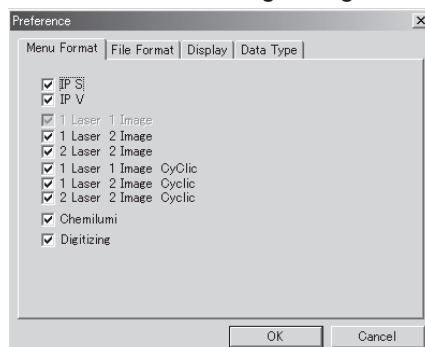 Preference
Menu Format File Format Display Data Type
IP S
IP V
1 Laser 1 Image
1 Laser 2 Image
2 Laser 2 Image
1 Laser 1 Image CyClic
1 Laser 2 Image Cyclic
2 Laser 2 Image Cyclic
Chemilumi
Digitizing
OK Cancel